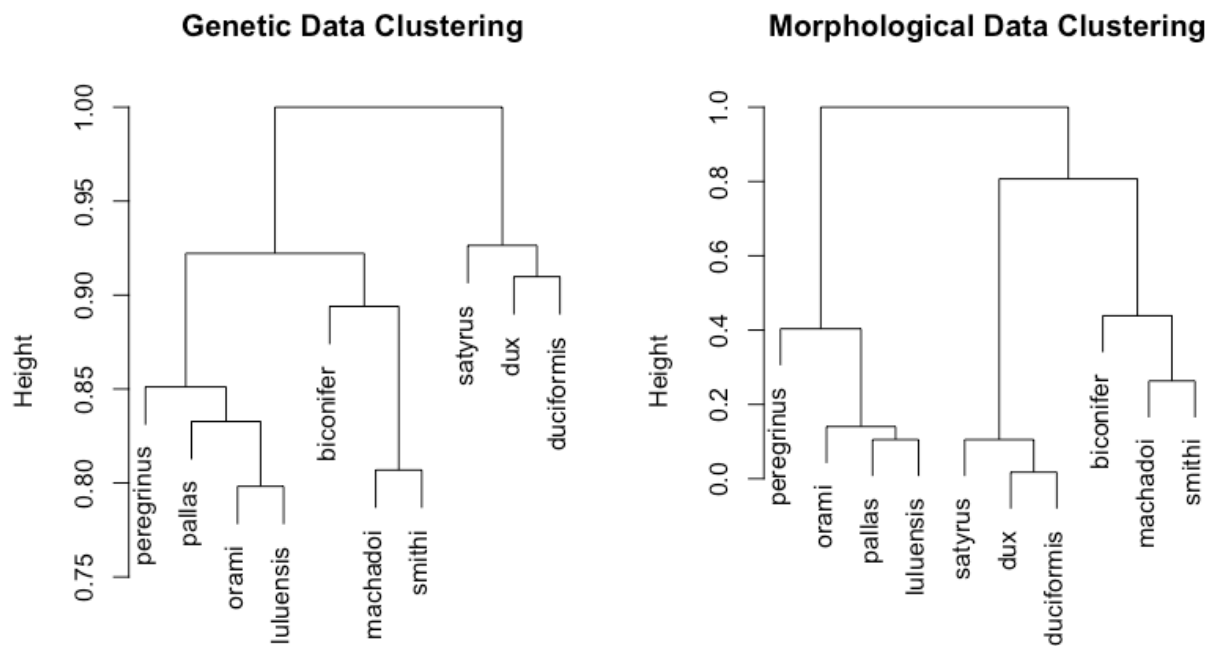 Genetic Data Clustering
Height
1.00
0.95
0.90
0.85
0.80
0.75
peregrinus
pallas
orami
luluensis
biconifer
machadoi
smithi
satyrus
dux
duciformis
Morphological Data Clustering
Height
1.0
0.8
0.6
0.4
0.2
0.0
peregrinus
orami
pallas
luluensis
satyrus
dux
duciformis
biconifer
machadoi
smithi